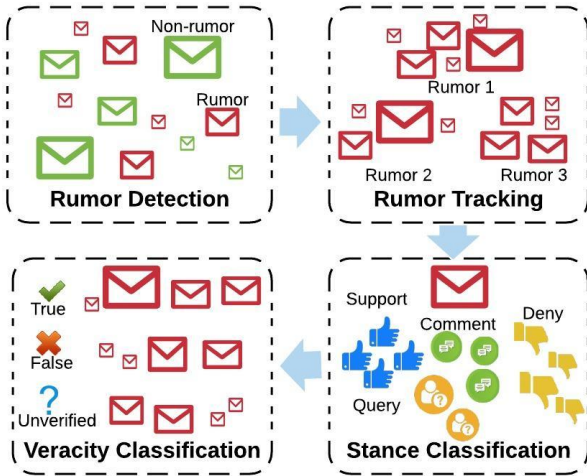 Non-rumor
Rumor
Rumor Detection
Rumor 1
Rumor 2
Rumor 3
Rumor Tracking
Support
Comment
Deny
Query
Stance Classification
True
False
?
Unverified
Veracity Classification